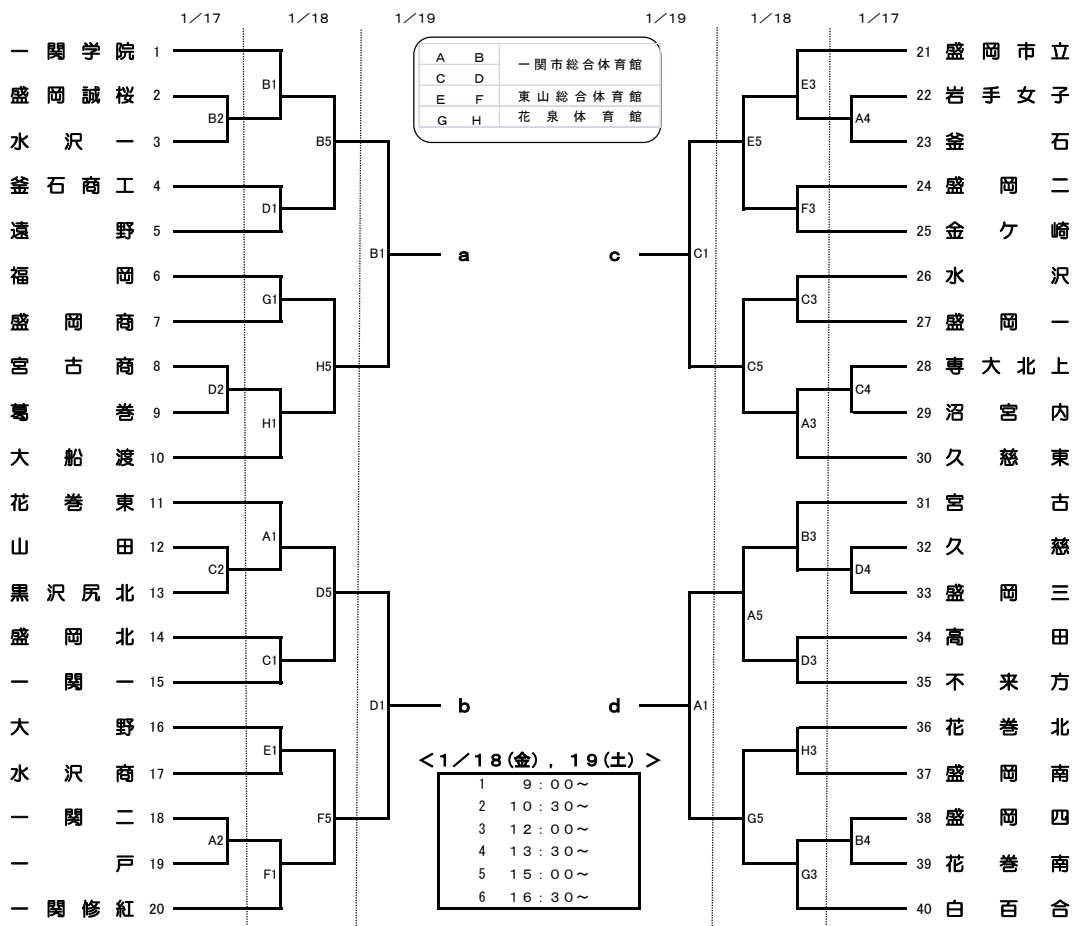 1／17 1／18 1／19 1／19 1／18 1／17
A B 一関市総合体育館
C D
E F 東山総合体育館
G H 花泉体育館
一関学院 1
盛岡誠桜 2
水沢一 3
釜石商工 4
遠野 5
福岡 6
盛岡商 7
宮古商 8
葛巻 9
大船渡 10
花巻東 11
山田 12
黒沢尻北 13
盛岡北 14
一関一 15
大野 16
水沢商 17
一関二 18
一戸 19
一関修紅 20
B1
B2
B5
D1
B1
G1
H5
D2
H1
A1
C2
D5
C1
D1
E1
F5
A2
F1
a
b
c
d
＜1／18(金)，19(土)＞
1 9：00～
2 10：30～
3 12：00～
4 13：30～
5 15：00～
6 16：30～
E3
A4
E5
F3
C1
C3
C5
C4
A3
B3
D4
A5
D3
A1
H3
G5
B4
G3
21 盛岡市立
22 岩手女子
23 釜石
24 盛岡二
25 金ケ崎
26 水沢
27 盛岡一
28 専大北上
29 沼宮内
30 久慈東
31 宮古
32 久慈
33 盛岡三
34 高田
35 不来方
36 花巻北
37 盛岡南
38 盛岡四
39 花巻南
40 白百合